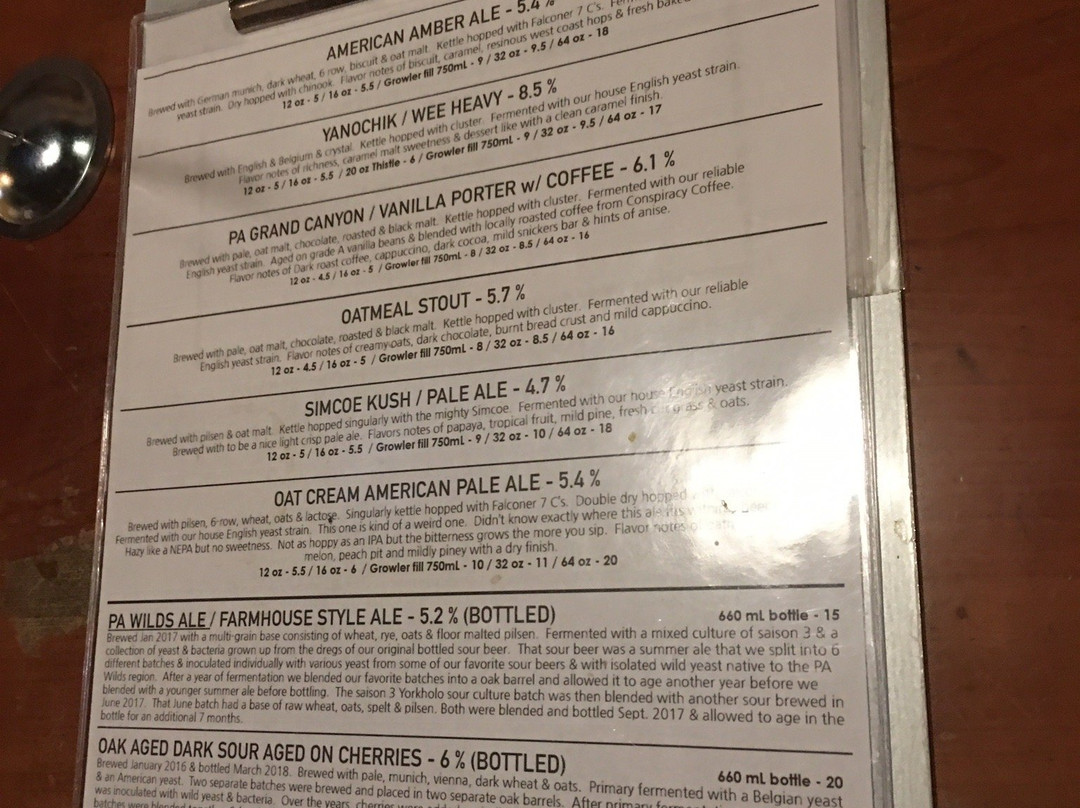 AMERICAN AMBER ALE - 5.4 %
Brewed with German munich, dark wheat, 6 row, biscuit & oat malt. Kettle hopped with Falconer 7 C's.
yeast strain. Dry hopped with chinook. Flavor notes of biscuit, caramel, resinous west coast hops & fresh
12 oz - 5 / 16 oz - 5.5 / Growler fill 750mL - 9 / 32 oz - 9.5 / 64 oz - 18
YANOCHIK / WEE HEAVY - 8.5 %
Brewed with English & Belgium & crystal. Kettle hopped with cluster. Fermented with our house English yeast strain.
Flavor notes of richness, caramel malt sweetness & dessert like with a clean caramel finish.
12 oz - 5 / 16 oz - 5.5 / 20 oz Thistle - 6 / Growler fill 750mL - 9 / 32 oz - 9.5 / 64 oz - 17
PA GRAND CANYON / VANILLA PORTER w/ COFFEE - 6.1 %
Brewed with pale, oat malt, chocolate, roasted & black malt. Kettle hopped with cluster. Fermented with our reliable
English yeast strain. Aged on grade A vanilla beans & blended with locally roasted coffee from Conspiracy Coffee.
Flavor notes of Dark roast coffee, cappuccino, dark cocoa, mild snickers bar & hints of anise.
12 oz - 4.5 / 16 oz - 5 / Growler fill 750mL - 8 / 32 oz - 8.5 / 64 oz - 16
OATMEAL STOUT - 5.7 %
Brewed with pale, oat malt, chocolate, roasted & black malt. Kettle hopped with cluster. Fermented with our reliable
English yeast strain. Flavor notes of creamy-oats, dark chocolate, burnt bread crust and mild cappuccino.
12 oz - 4.5 / 16 oz - 5 / Growler fill 750mL - 8 / 32 oz - 8.5 / 64 oz - 16
SIMCOE KUSH / PALE ALE - 4.7 %
Brewed with pilsen & oat malt. Kettle hopped singularly with the mighty Simcoe. Fermented with our house English yeast strain.
Brewed with to be a nice light crisp pale ale. Flavors notes of papaya, tropical fruit, mild pine, fresh cut grass & oats.
12 oz - 5 / 16 oz - 5.5 / Growler fill 750mL - 9 / 32 oz - 10 / 64 oz - 18
OAT CREAM AMERICAN PALE ALE - 5.4 %
Brewed with pilsen, 6-row, wheat, oats & lactose. Singularly kettle hopped with Falconer 7 C's. Double dry hopped
Fermented with our house English yeast strain. This one is kind of a weird one. Didn't know exactly where this ale fits
Hazy like a NEPA but no sweetness. Not as hoppy as an IPA but the bitterness grows the more you sip. Flavor notes
melon, peach pit and mildly piney with a dry finish.
12 oz - 5.5 / 16 oz - 6 / Growler fill 750mL - 10 / 32 oz - 11 / 64 oz - 20
PA WILDS ALE / FARMHOUSE STYLE ALE - 5.2 % (BOTTLED) 660 mL bottle - 15
Brewed Jan 2017 with a multi-grain base consisting of wheat, rye, oats & floor malted pilsen. Fermented with a mixed culture of saison 3 & a
collection of yeast & bacteria grown up from the dregs of our original bottled sour beer. That sour beer was a summer ale that we split into 6
different batches & inoculated individually with various yeast from some of our favorite sour beers & with isolated wild yeast native to the PA
Wilds region. After a year of fermentation we blended our favorite batches into a oak barrel and allowed it to age another year before we
blended with a younger summer ale before bottling. The saison 3 Yorkholo sour culture batch was then blended with another sour brewed in
June 2017. That June batch had a base of raw wheat, oats, spelt & pilsen. Both were blended and bottled Sept. 2017 & allowed to age in the
bottle for an additional 7 months.
OAK AGED DARK SOUR AGED ON CHERRIES - 6 % (BOTTLED) 660 mL bottle - 20
Brewed January 2016 & bottled March 2018. Brewed with pale, munich, vienna, dark wheat & oats. Primary fermented with a Belgian yeast
& an American yeast. Two separate batches were brewed and placed in two separate oak barrels. After primary
was inoculated with wild yeast & bacteria. Over the years, cherries were
batches were blended